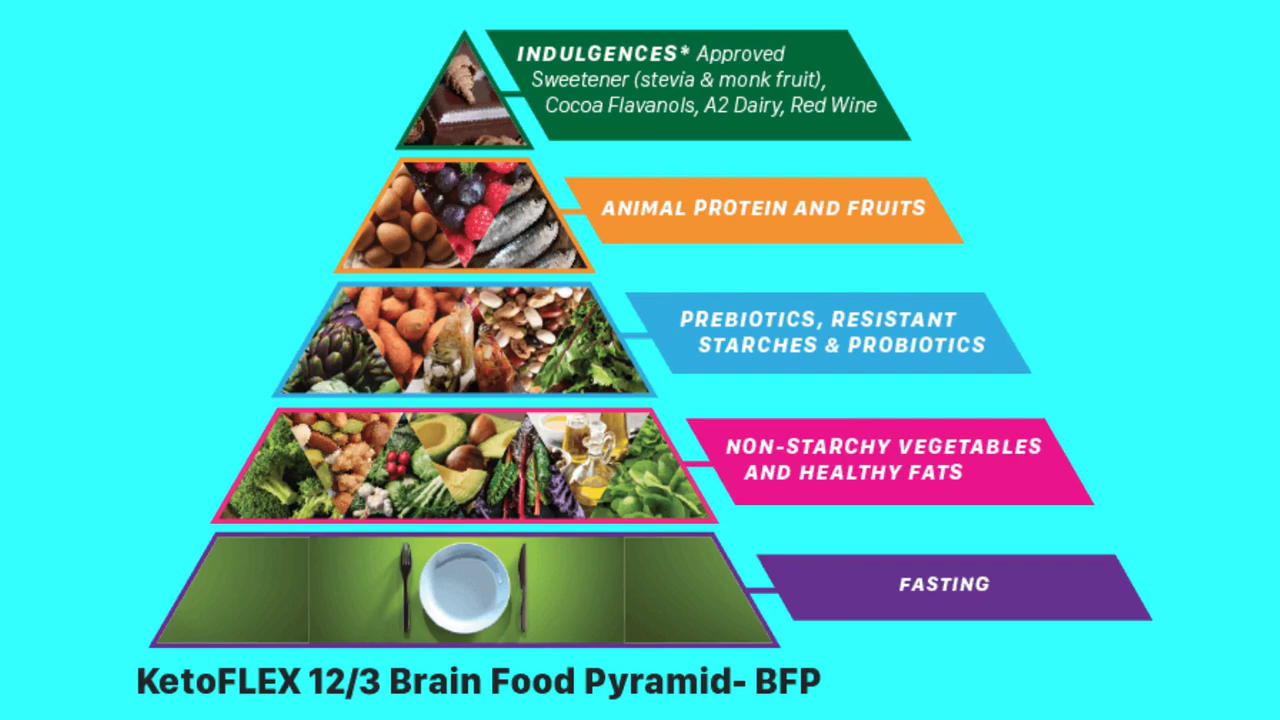 INDULGENCES* Approved
Sweetener (stevia & monk fruit),
Cocoa Flavanols, A2 Dairy, Red Wine
ANIMAL PROTEIN AND FRUITS
PREBIOTICS, RESISTANT
STARCHES & PROBIOTICS
NON-STARCHY VEGETABLES
AND HEALTHY FATS
FASTING
KetoFLEX 12/3 Brain Food Pyramid- BFP